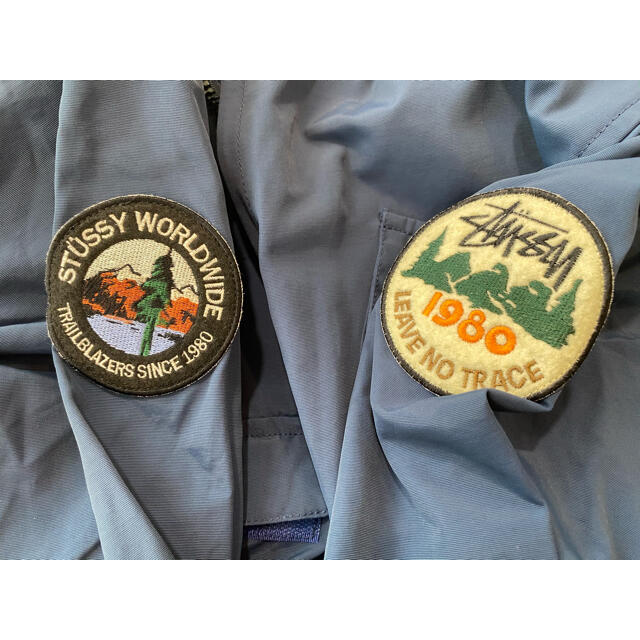 STÜSSY WORLDWIDE
TRAILBLAZERS SINCE 1980
Stüssy
1980
LEAVE NO TRACE